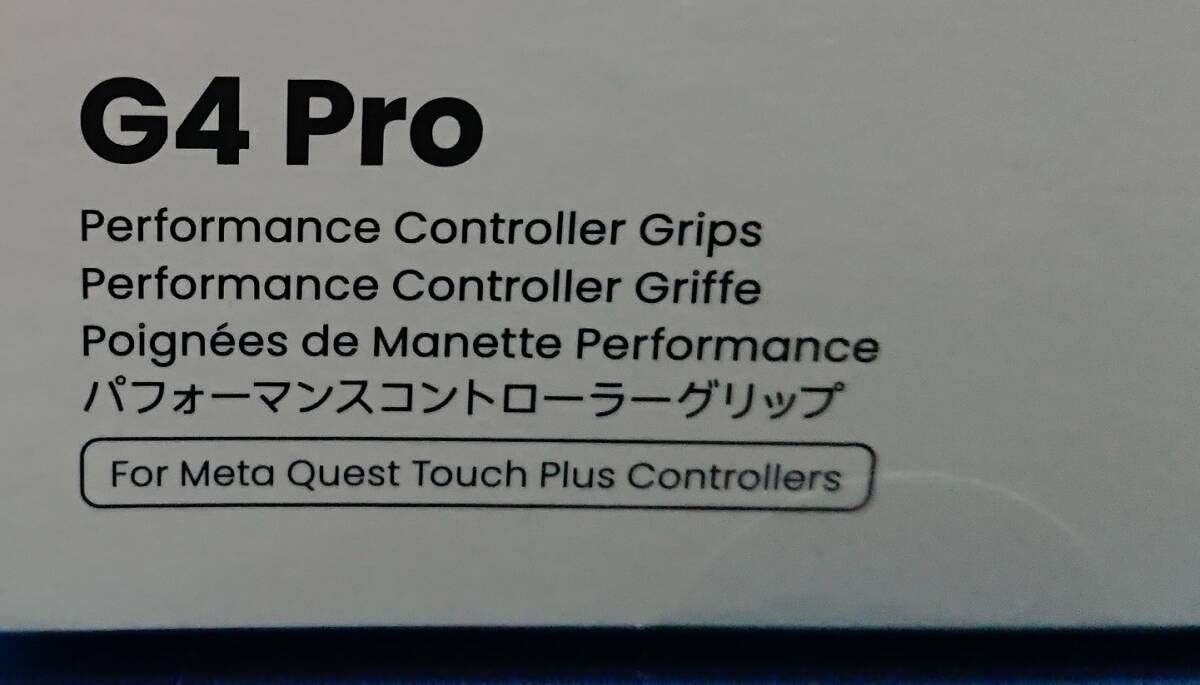 G4 Pro
Performance Controller Grips
Performance Controller Griffe
Poignées de Manette Performance
パフォーマンスコントローラーグリップ
For Meta Quest Touch Plus Controllers